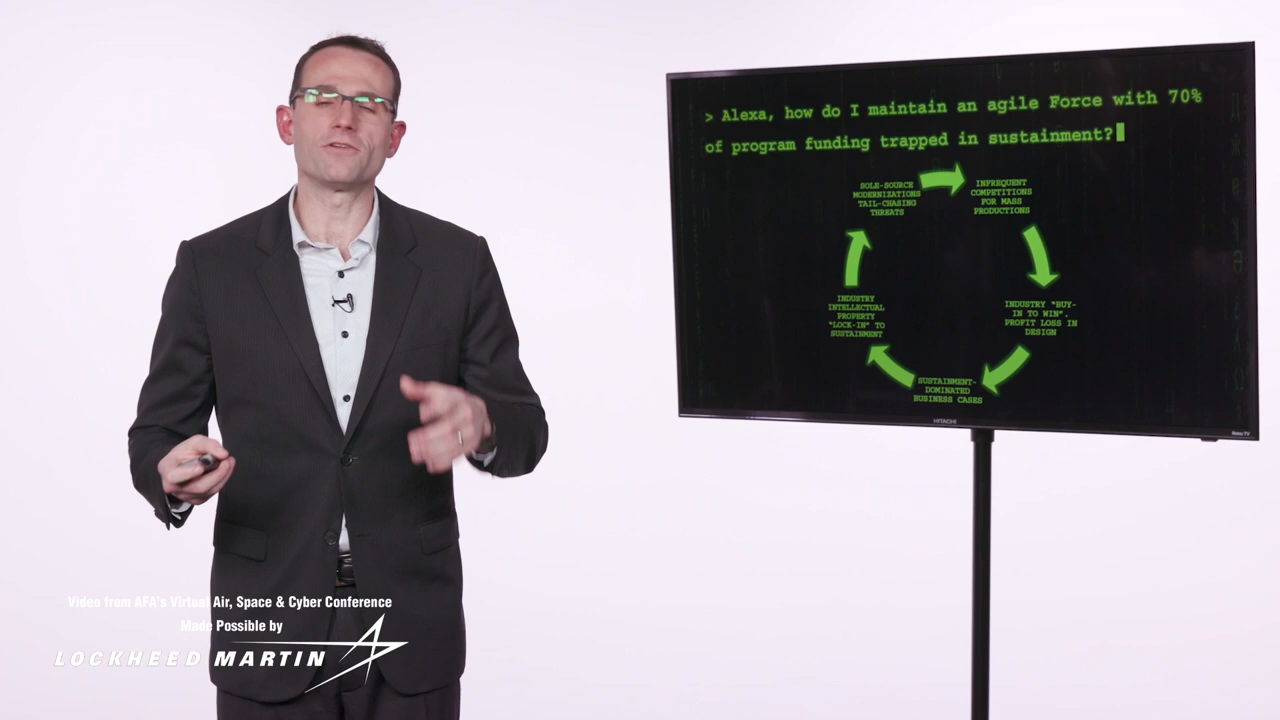 > Alexa, how do I maintain an agile Force with 70%
of program funding trapped in sustainment?
SOLE-SOURCE
MODERNIZATIONS
TAIL-CHASING
THREATS
INFREQUENT
COMPETITIONS
FOR MASS
PRODUCTIONS
INDUSTRY "BUY-
IN TO WIN".
PROFIT LOSS IN
DESIGN
SUSTAINMENT-
DOMINATED
BUSINESS CASES
INDUSTRY
INTELLECTUAL
PROPERTY
"LOCK-IN" TO
SUSTAINMENT
HITACHI
Roku TV
Video from AFA's Virtual Air, Space & Cyber Conference
Made Possible by
LOCKHEED MARTIN